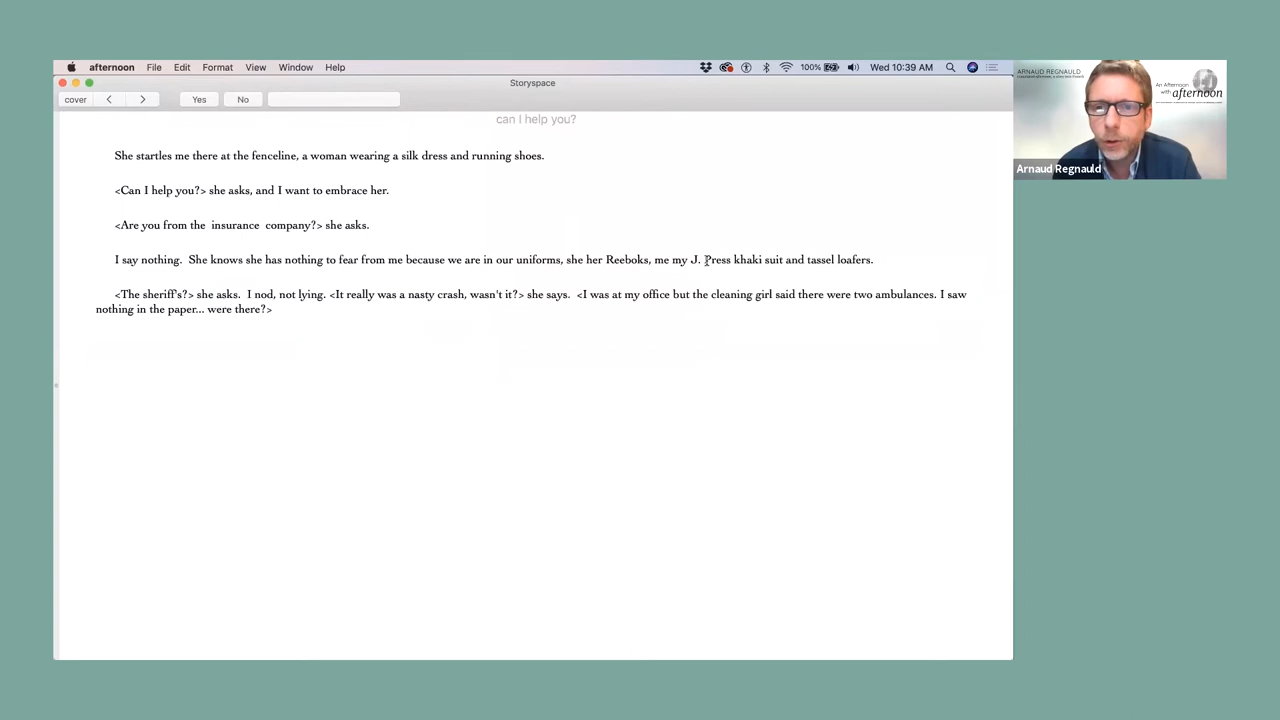 afternoon File Edit Format View Window Help 100% Wed 10:39 AM
Storyspace
cover Yes No
can I help you?
She startles me there at the fenceline, a woman wearing a silk dress and running shoes.
<Can I help you?> she asks, and I want to embrace her.
<Are you from the insurance company?> she asks.
I say nothing. She knows she has nothing to fear from me because we are in our uniforms, she her Reeboks, me my J. Press khaki suit and tassel loafers.
<The sheriff's?> she asks. I nod, not lying. <It really was a nasty crash, wasn't it?> she says. <I was at my office but the cleaning girl said there were two ambulances. I saw
nothing in the paper... were there?>
ARNAUD REGNAULD
An Afternoon
with afternoon
Arnaud Regnauld